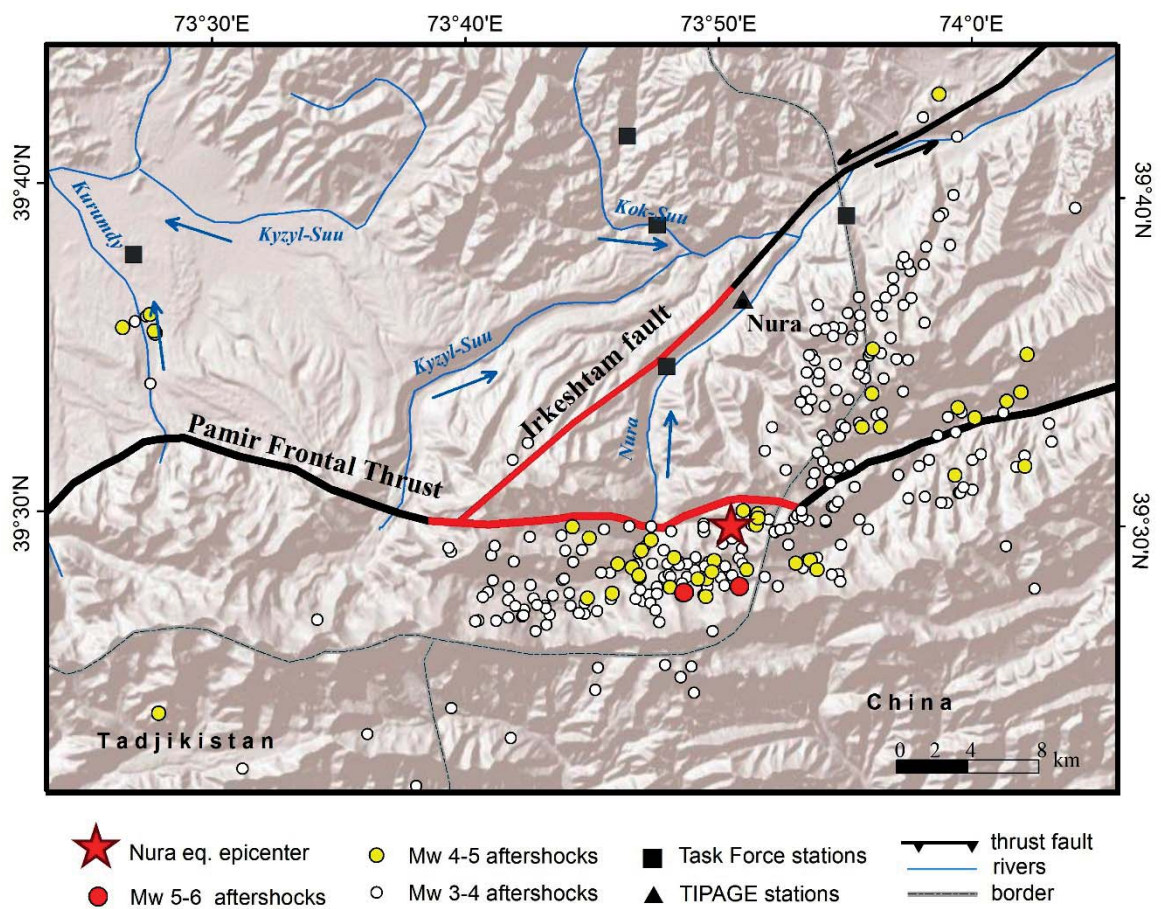 73°30'E 73°40'E 73°50'E 74°0'E
39°40'N
39°40'N
Kurumdy
Kyzyl-Suu
Kok-Suu
Nura
Kyzyl-Suu
Irkeshtam fault
Nura
Pamir Frontal Thrust
39°30'N
39°30'N
China
Tadjikistan
0 2 4 8
km
Nura eq. epicenter
Mw 4-5 aftershocks
Task Force stations
thrust fault
rivers
Mw 5-6 aftershocks
Mw 3-4 aftershocks
TIPAGE stations
border